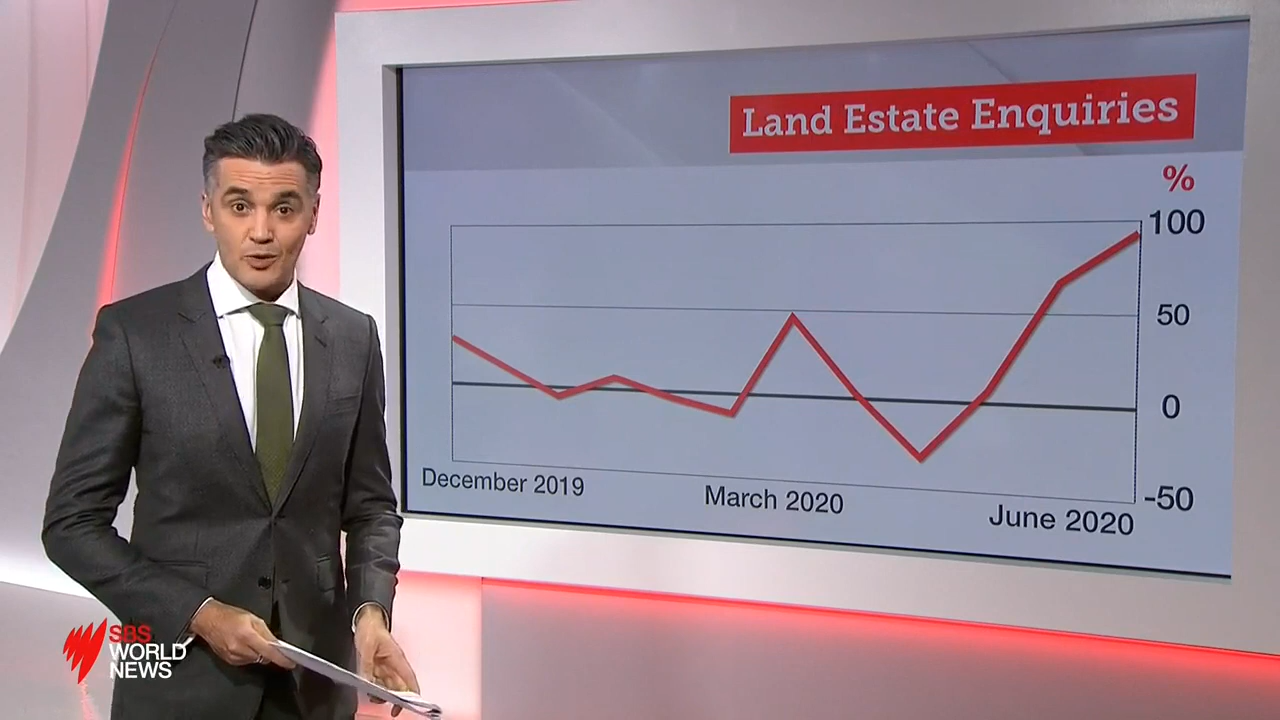 Land Estate Enquiries
%
100
50
0
-50
December 2019
March 2020
June 2020
SBS
WORLD
NEWS